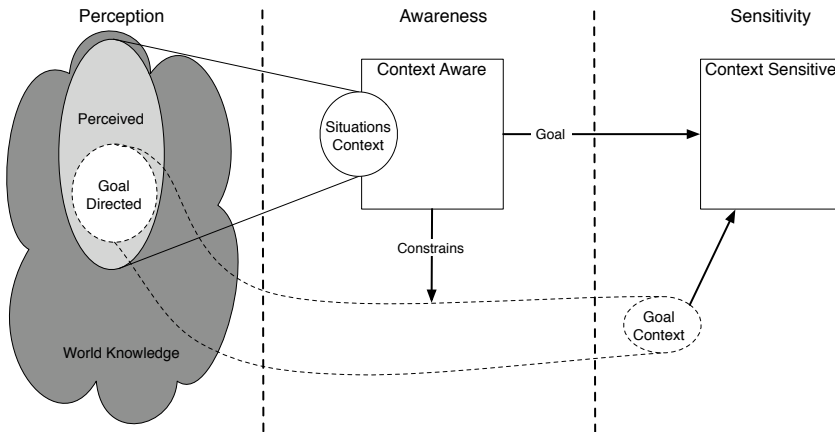 Perception
Awareness
Sensitivity
Context Aware
Context Sensitive
Perceived
Situations
Context
Goal
Goal
Directed
Constrains
Goal
Context
World Knowledge